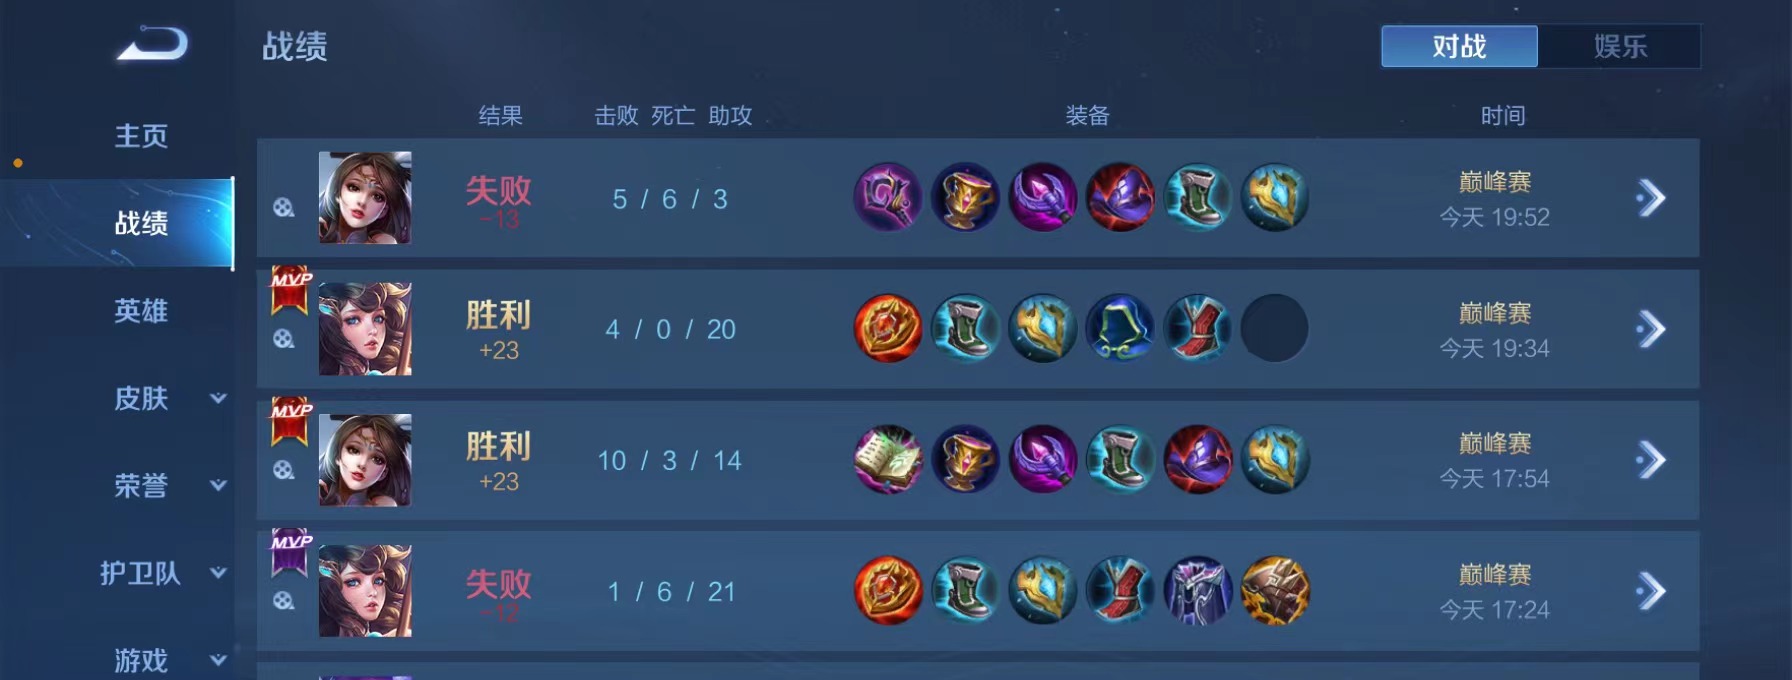 战绩
对战
娱乐
主页
战绩
英雄
皮肤
荣誉
护卫队
游戏
结果
击败 死亡 助攻
装备
时间
失败
-13
5 / 6 / 3
巅峰赛
今天 19:52
MVP
胜利
+23
4 / 0 / 20
巅峰赛
今天 19:34
MVP
胜利
+23
10 / 3 / 14
巅峰赛
今天 17:54
MVP
失败
-12
1 / 6 / 21
巅峰赛
今天 17:24